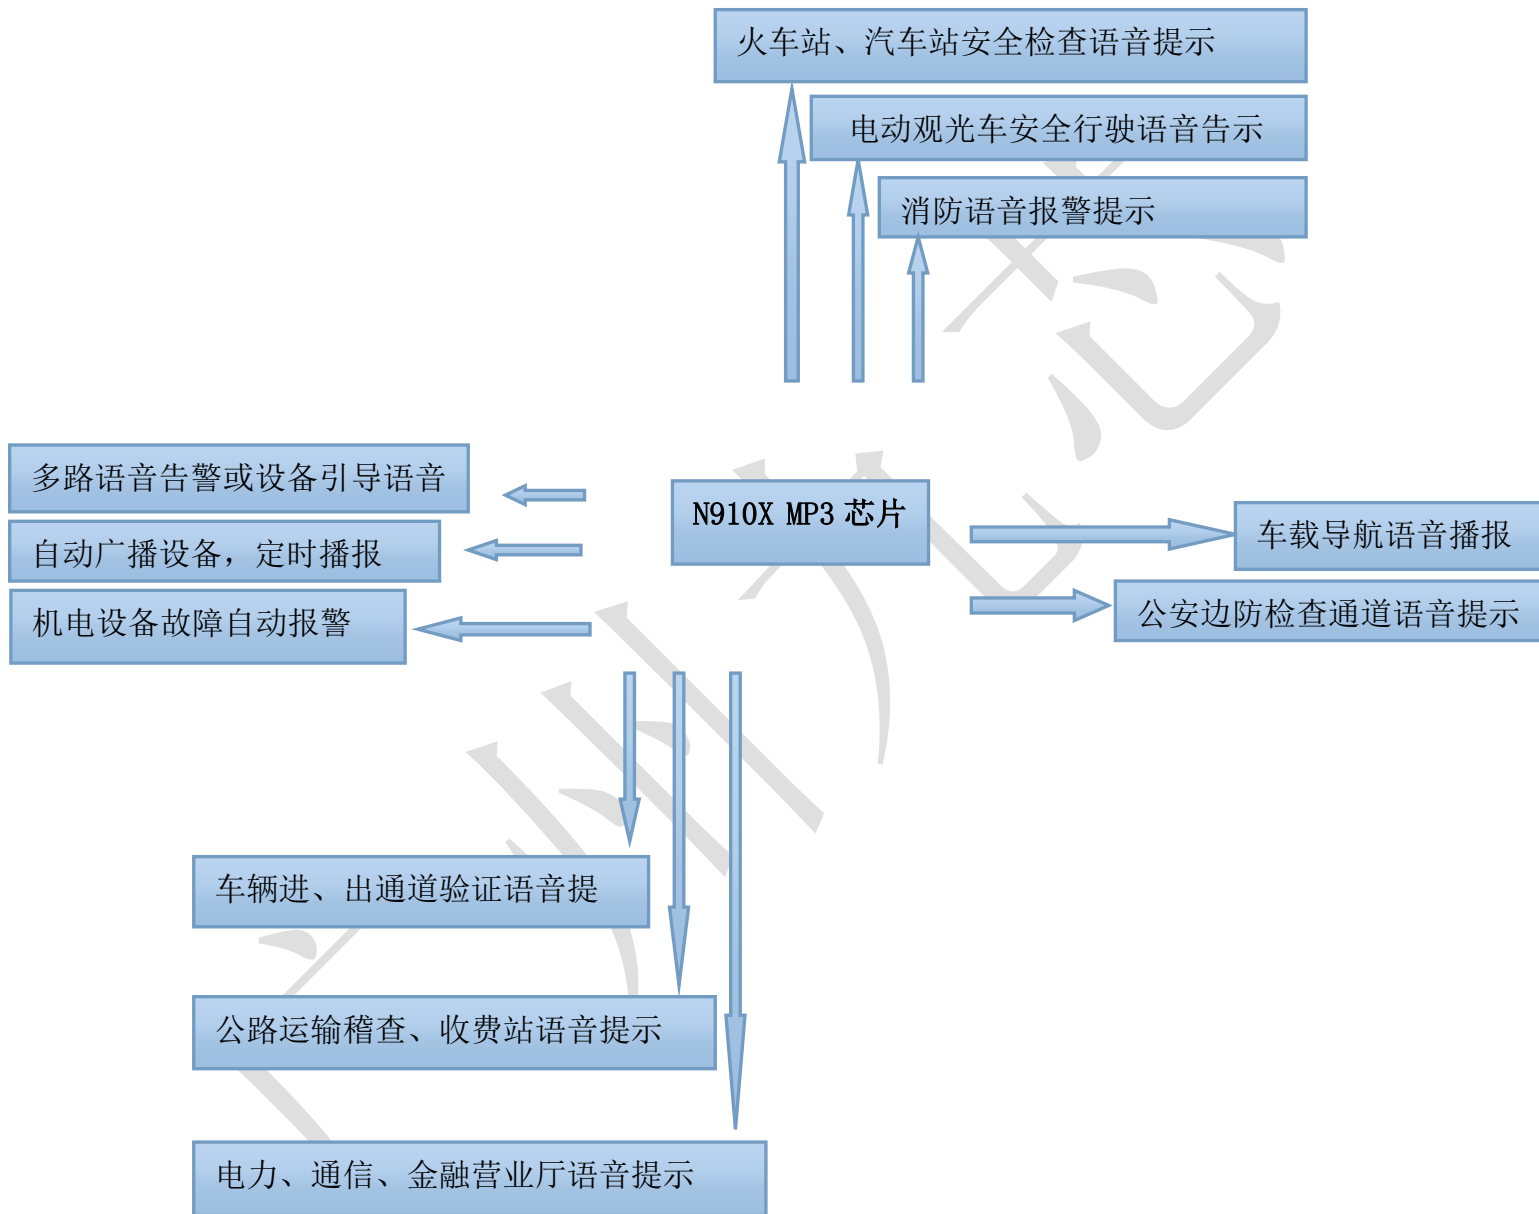 火车站、汽车站安全检查语音提示
电动观光车安全行驶语音告示
消防语音报警提示
多路语音告警或设备引导语音
N910X MP3 芯片
车载导航语音播报
自动广播设备，定时播报
公安边防检查通道语音提示
机电设备故障自动报警
车辆进、出通道验证语音提
公路运输稽查、收费站语音提示
电力、通信、金融营业厅语音提示
广州九芯